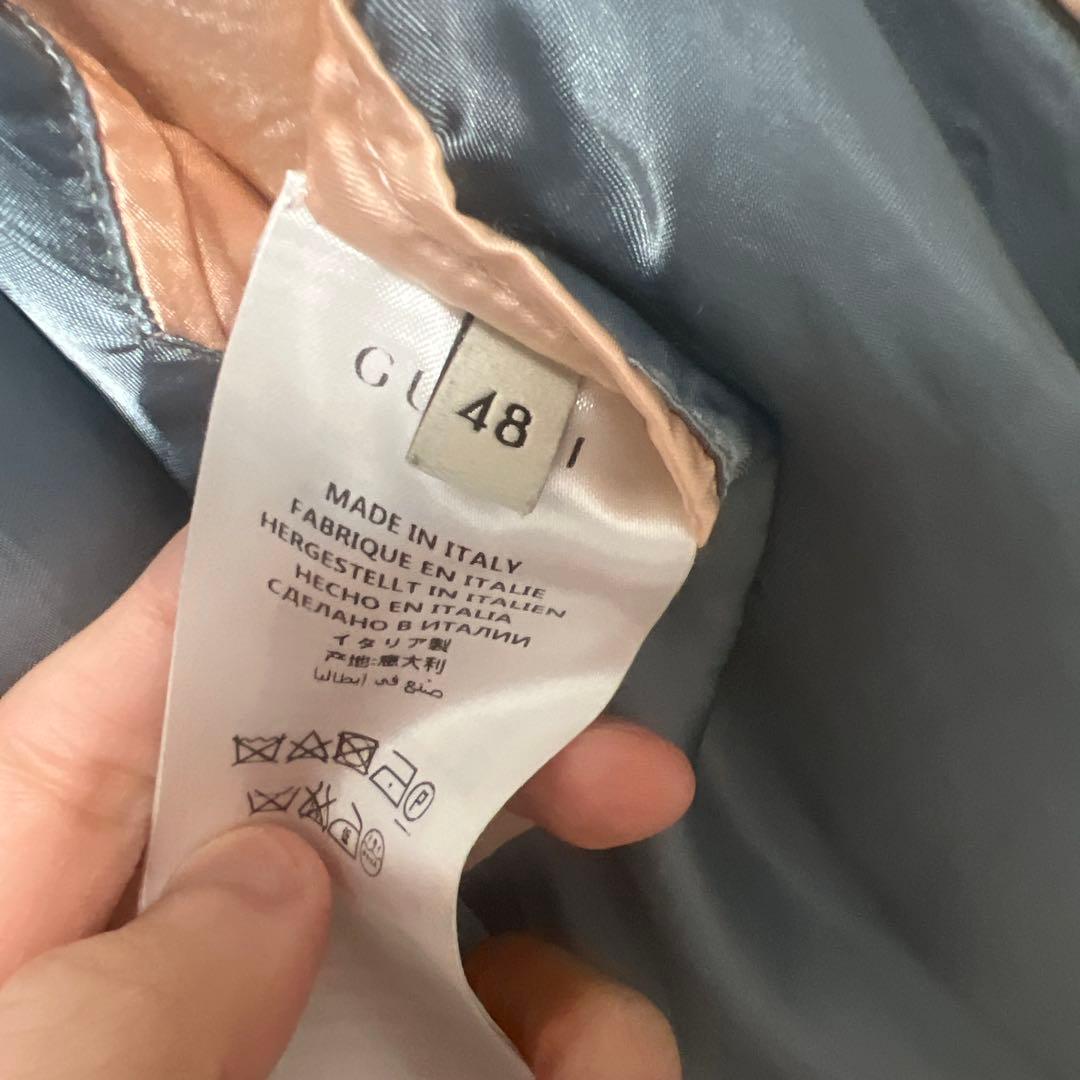 GU I
48
MADE IN ITALY
FABRIQUE EN ITALIE
HERGESTELLT IN ITALIEN
HECHO EN ITALIA
СДЕЛАНО В ИТАЛИИ
イタリア製
产地:意大利
صنع في ايطاليا
P